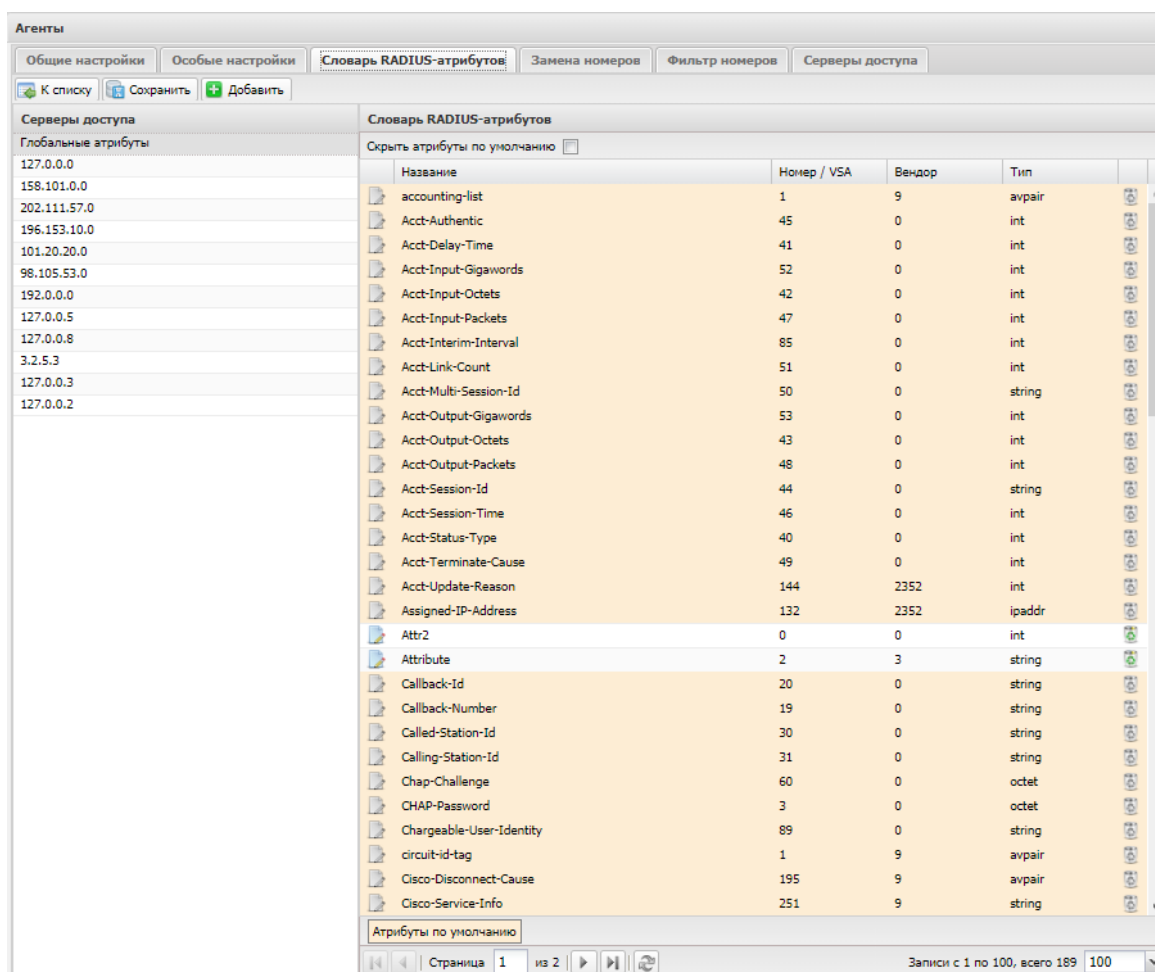 Агенты
Общие настройки Особые настройки Словарь RADIUS-атрибутов Замена номеров Фильтр номеров Серверы доступа
К списку Сохранить Добавить
Серверы доступа
Глобальные атрибуты
127.0.0.0
158.101.0.0
202.111.57.0
196.153.10.0
101.20.20.0
98.105.53.0
192.0.0.0
127.0.0.5
127.0.0.8
3.2.5.3
127.0.0.3
127.0.0.2
Словарь RADIUS-атрибутов
Скрыть атрибуты по умолчанию
Название Номер / VSA Вендор Тип
accounting-list 1 9 avpair
Acct-Authentic 45 0 int
Acct-Delay-Time 41 0 int
Acct-Input-Gigawords 52 0 int
Acct-Input-Octets 42 0 int
Acct-Input-Packets 47 0 int
Acct-Interim-Interval 85 0 int
Acct-Link-Count 51 0 int
Acct-Multi-Session-Id 50 0 string
Acct-Output-Gigawords 53 0 int
Acct-Output-Octets 43 0 int
Acct-Output-Packets 48 0 int
Acct-Session-Id 44 0 string
Acct-Session-Time 46 0 int
Acct-Status-Type 40 0 int
Acct-Terminate-Cause 49 0 int
Acct-Update-Reason 144 2352 int
Assigned-IP-Address 132 2352 ipaddr
Attr2 0 0 int
Attribute 2 3 string
Callback-Id 20 0 string
Callback-Number 19 0 string
Called-Station-Id 30 0 string
Calling-Station-Id 31 0 string
Chap-Challenge 60 0 octet
CHAP-Password 3 0 octet
Chargeable-User-Identity 89 0 string
circuit-id-tag 1 9 avpair
Cisco-Disconnect-Cause 195 9 avpair
Cisco-Service-Info 251 9 string
Атрибуты по умолчанию
Страница 1 из 2 Записи с 1 по 100, всего 189 100